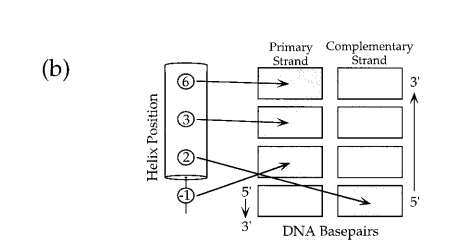 (b)
Helix Position
6
3
2
-1
Primary
Strand
Complementary
Strand
5'
3'
3'
5'
DNA Basepairs